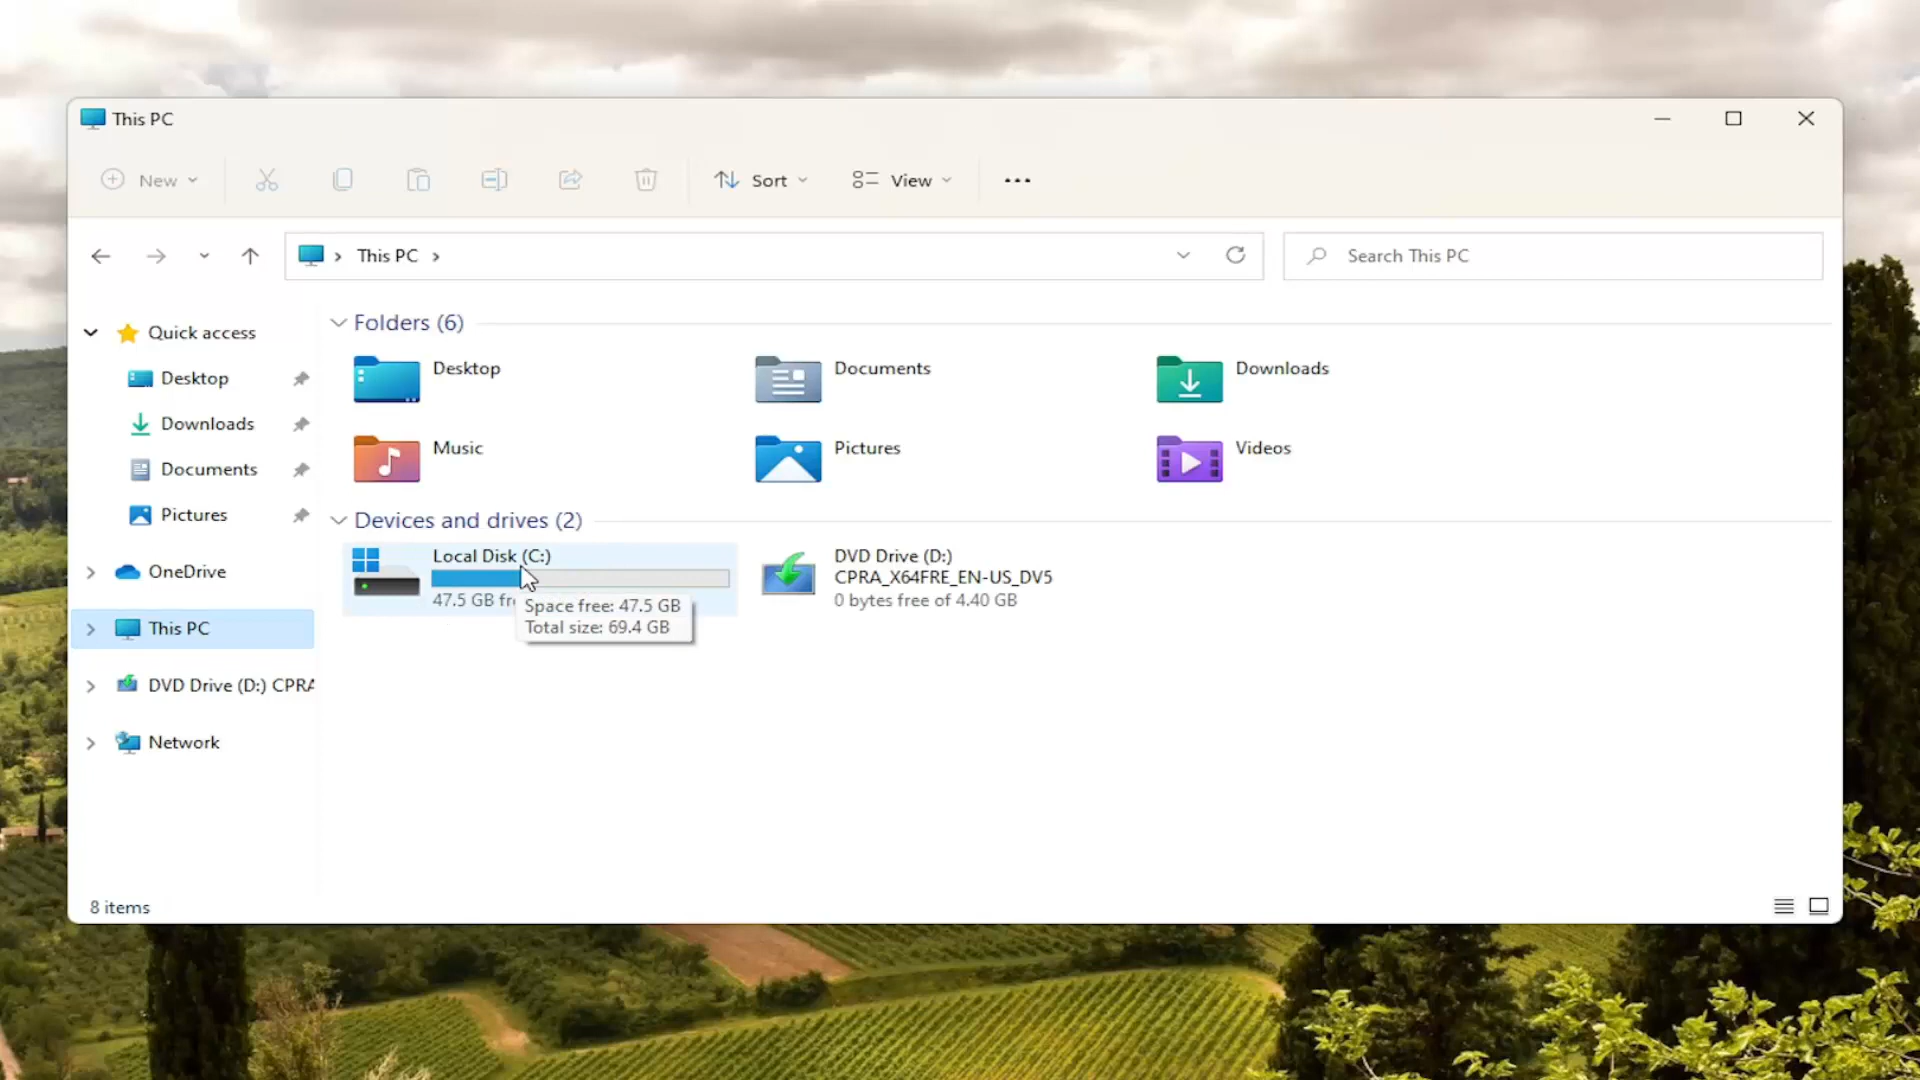 This PC
New
Sort
View
This PC
Search This PC
Quick access
Desktop
Downloads
Documents
Pictures
OneDrive
This PC
DVD Drive (D:) CPRA
Network
Folders (6)
Desktop
Documents
Downloads
Music
Pictures
Videos
Devices and drives (2)
Local Disk (C:)
47.5 GB fr
Space free: 47.5 GB
Total size: 69.4 GB
DVD Drive (D:)
CPRA_X64FRE_EN-US_DV5
0 bytes free of 4.40 GB
8 items